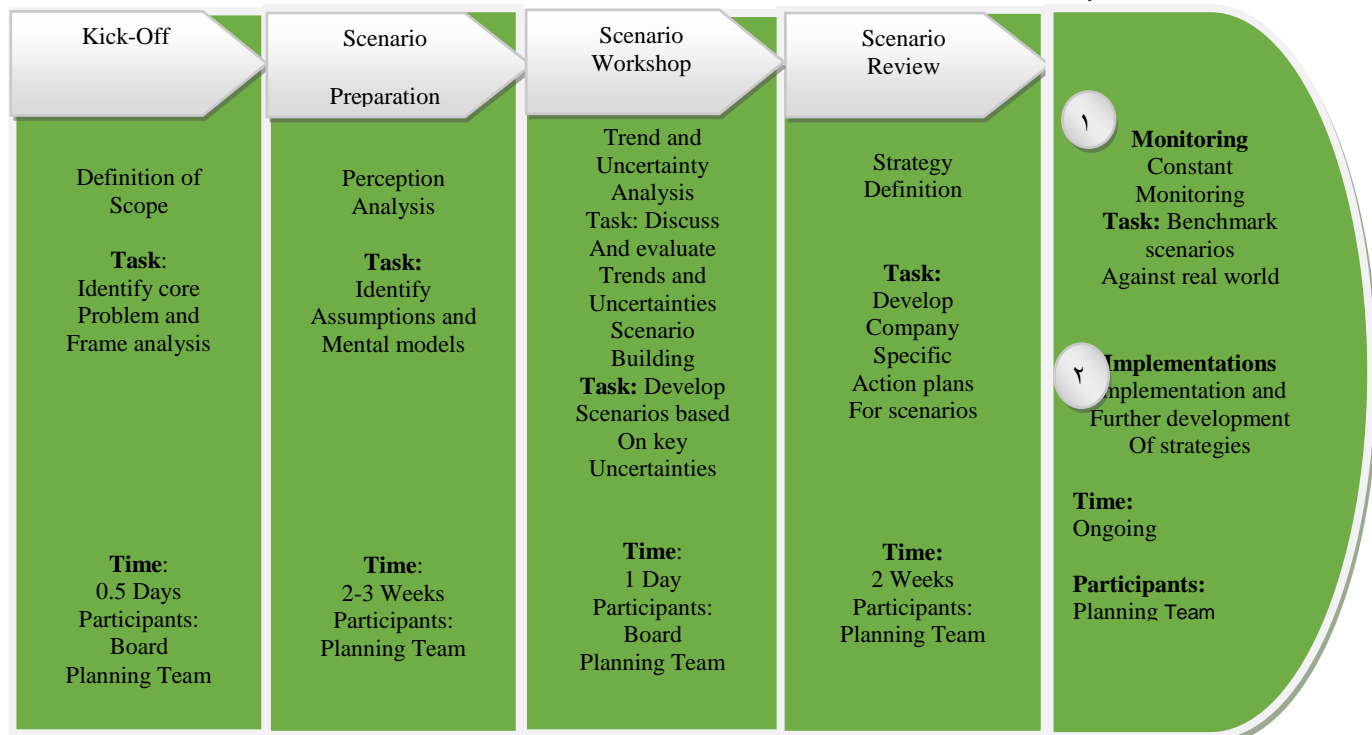 Kick-Off
Definition of
Scope
Task:
Identify core
Problem and
Frame analysis
Time:
0.5 Days
Participants:
Board
Planning Team
Scenario
Preparation
Perception
Analysis
Task:
Identify
Assumptions and
Mental models
Time:
2-3 Weeks
Participants:
Planning Team
Scenario
Workshop
Trend and
Uncertainty
Analysis
Task: Discuss
And evaluate
Trends and
Uncertainties
Scenario
Building
Task: Develop
Scenarios based
On key
Uncertainties
Time:
1 Day
Participants:
Board
Planning Team
Scenario
Review
Strategy
Definition
Task:
Develop
Company
Specific
Action plans
For scenarios
Time:
2 Weeks
Participants:
Planning Team
١
Monitoring
Constant
Monitoring
Task: Benchmark
scenarios
Against real world
٢
Implementations
mplementation and
Further development
Of strategies
Time:
Ongoing
Participants:
Planning Team